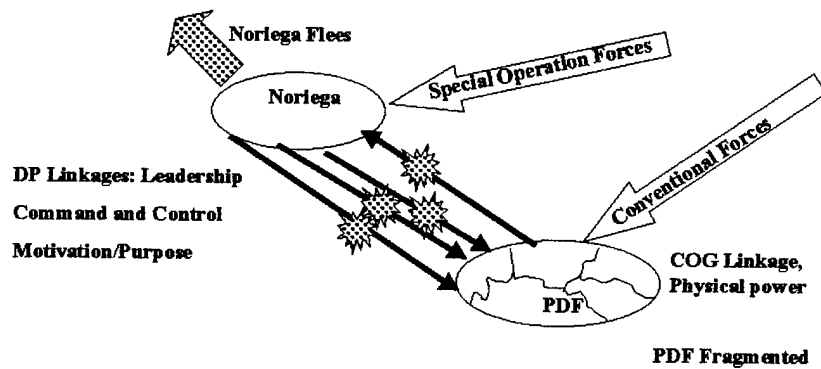 Noriega Flees
Special Operation Forces
Noriega
Conventional Forces
DP Linkages: Leadership
Command and Control
Motivation/Purpose
COG Linkage,
Physical power
PDF
PDF Fragmented